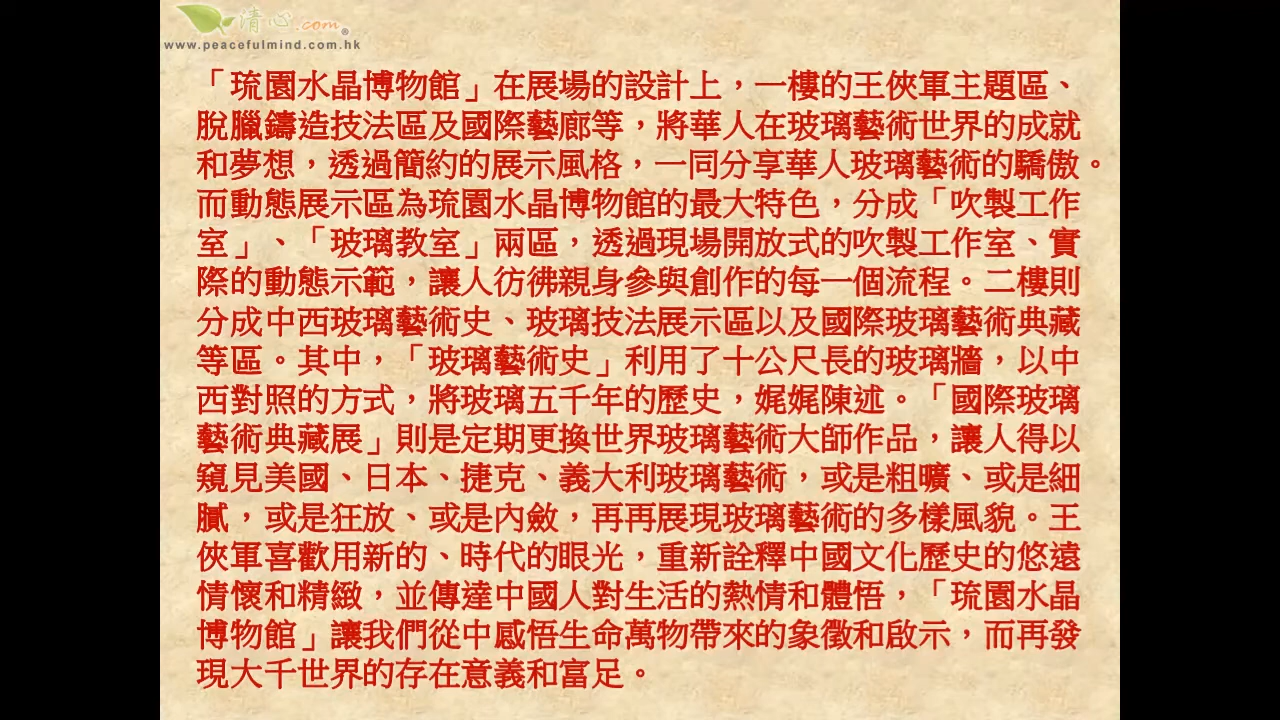 清心.com®
www.peacefulmind.com.hk
「琉園水晶博物館」在展場的設計上，一樓的王俠軍主題區、
脫臘鑄造技法區及國際藝廊等，將華人在玻璃藝術世界的成就
和夢想，透過簡約的展示風格，一同分享華人玻璃藝術的驕傲。
而動態展示區為琉園水晶博物館的最大特色，分成「吹製工作
室」、「玻璃教室」兩區，透過現場開放式的吹製工作室、實
際的動態示範，讓人彷彿親身參與創作的每一個流程。二樓則
分成中西玻璃藝術史、玻璃技法展示區以及國際玻璃藝術典藏
等區。其中，「玻璃藝術史」利用了十公尺長的玻璃牆，以中
西對照的方式，將玻璃五千年的歷史，娓娓陳述。「國際玻璃
藝術典藏展」則是定期更換世界玻璃藝術大師作品，讓人得以
窺見美國、日本、捷克、義大利玻璃藝術，或是粗曠、或是細
膩，或是狂放、或是內斂，再再展現玻璃藝術的多樣風貌。王
俠軍喜歡用新的、時代的眼光，重新詮釋中國文化歷史的悠遠
情懷和精緻，並傳達中國人對生活的熱情和體悟，「琉園水晶
博物館」讓我們從中感悟生命萬物帶來的象徵和啟示，而再發
現大千世界的存在意義和富足。